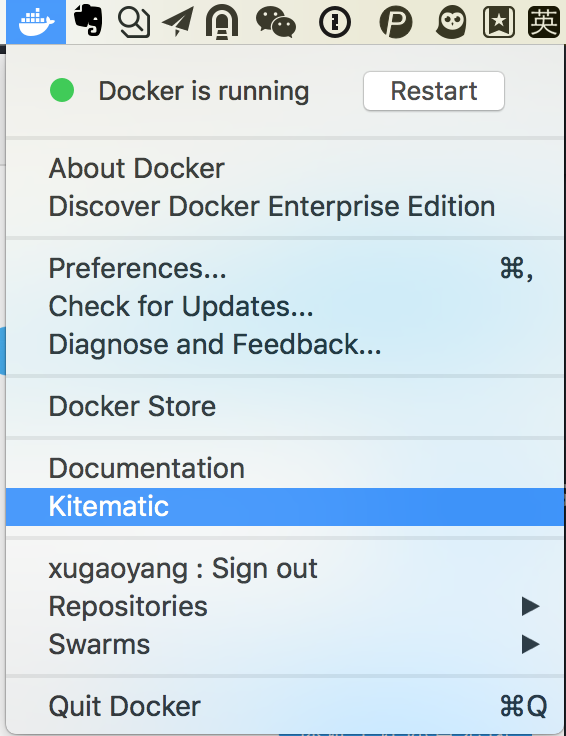 英
Docker is running
Restart
About Docker
Discover Docker Enterprise Edition
Preferences...
⌘,
Check for Updates...
Diagnose and Feedback...
Docker Store
Documentation
Kitematic
xugaoyang : Sign out
Repositories
Swarms
Quit Docker
⌘Q